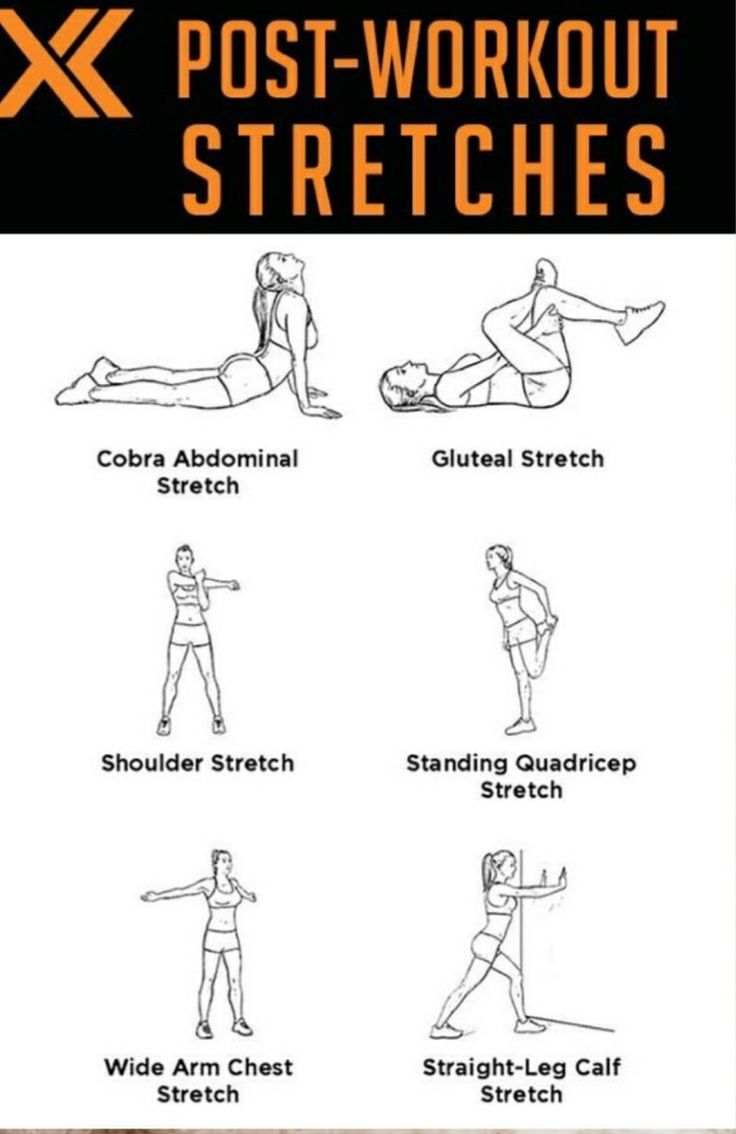 POST-WORKOUT
STRETCHES
Cobra Abdominal
Stretch
Gluteal Stretch
Shoulder Stretch
Standing Quadricep
Stretch
Wide Arm Chest
Stretch
Straight-Leg Calf
Stretch